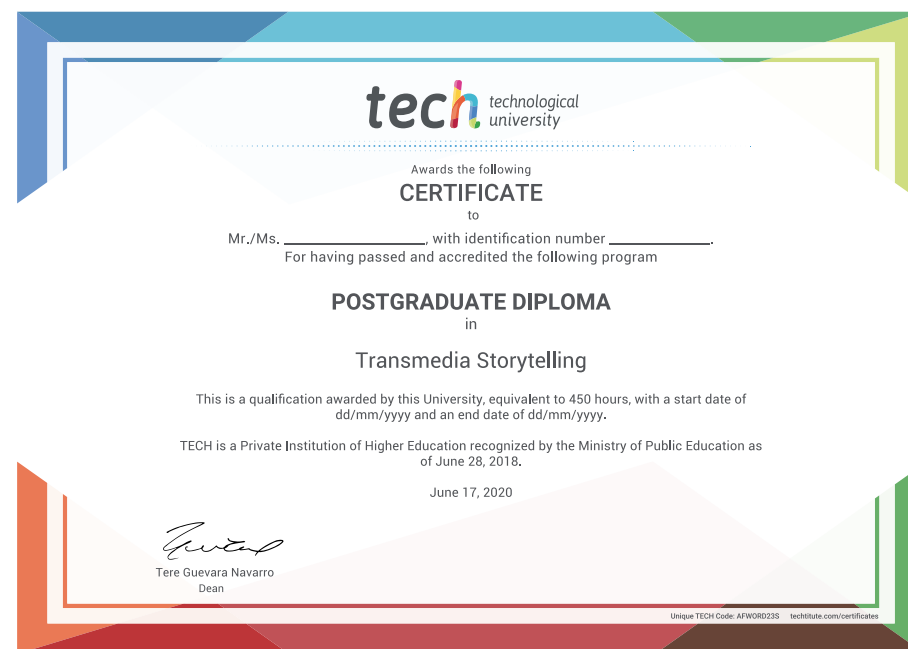 tech technological
university
Awards the following
CERTIFICATE
to
Mr./Ms. ____________________, with identification number ______________.
For having passed and accredited the following program
POSTGRADUATE DIPLOMA
in
Transmedia Storytelling
This is a qualification awarded by this University, equivalent to 450 hours, with a start date of
dd/mm/yyyy and an end date of dd/mm/yyyy.
TECH is a Private Institution of Higher Education recognized by the Ministry of Public Education as
of June 28, 2018.
June 17, 2020
Tere Guevara Navarro
Dean
Unique TECH Code: AFWORD23S techtitute.com/certificates